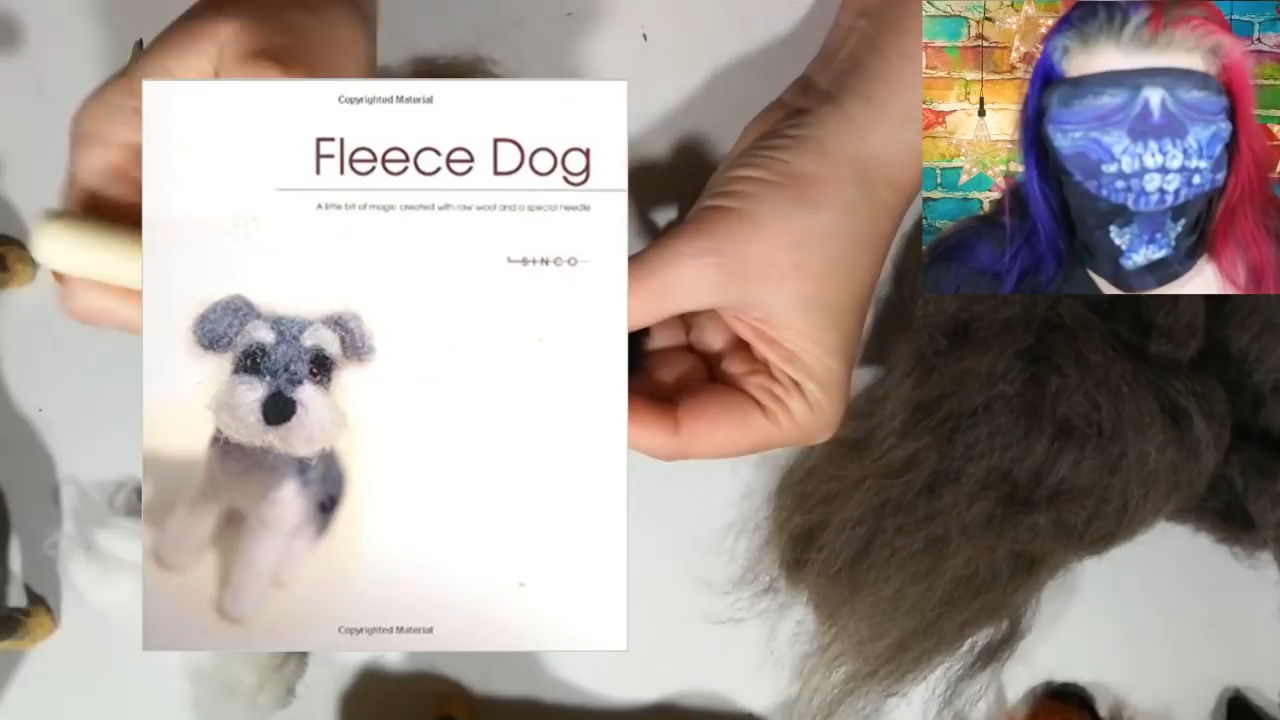 Copyrighted Material
Fleece Dog
A little bit of magic created with raw wool and a special needle
SINCO
Copyrighted Material